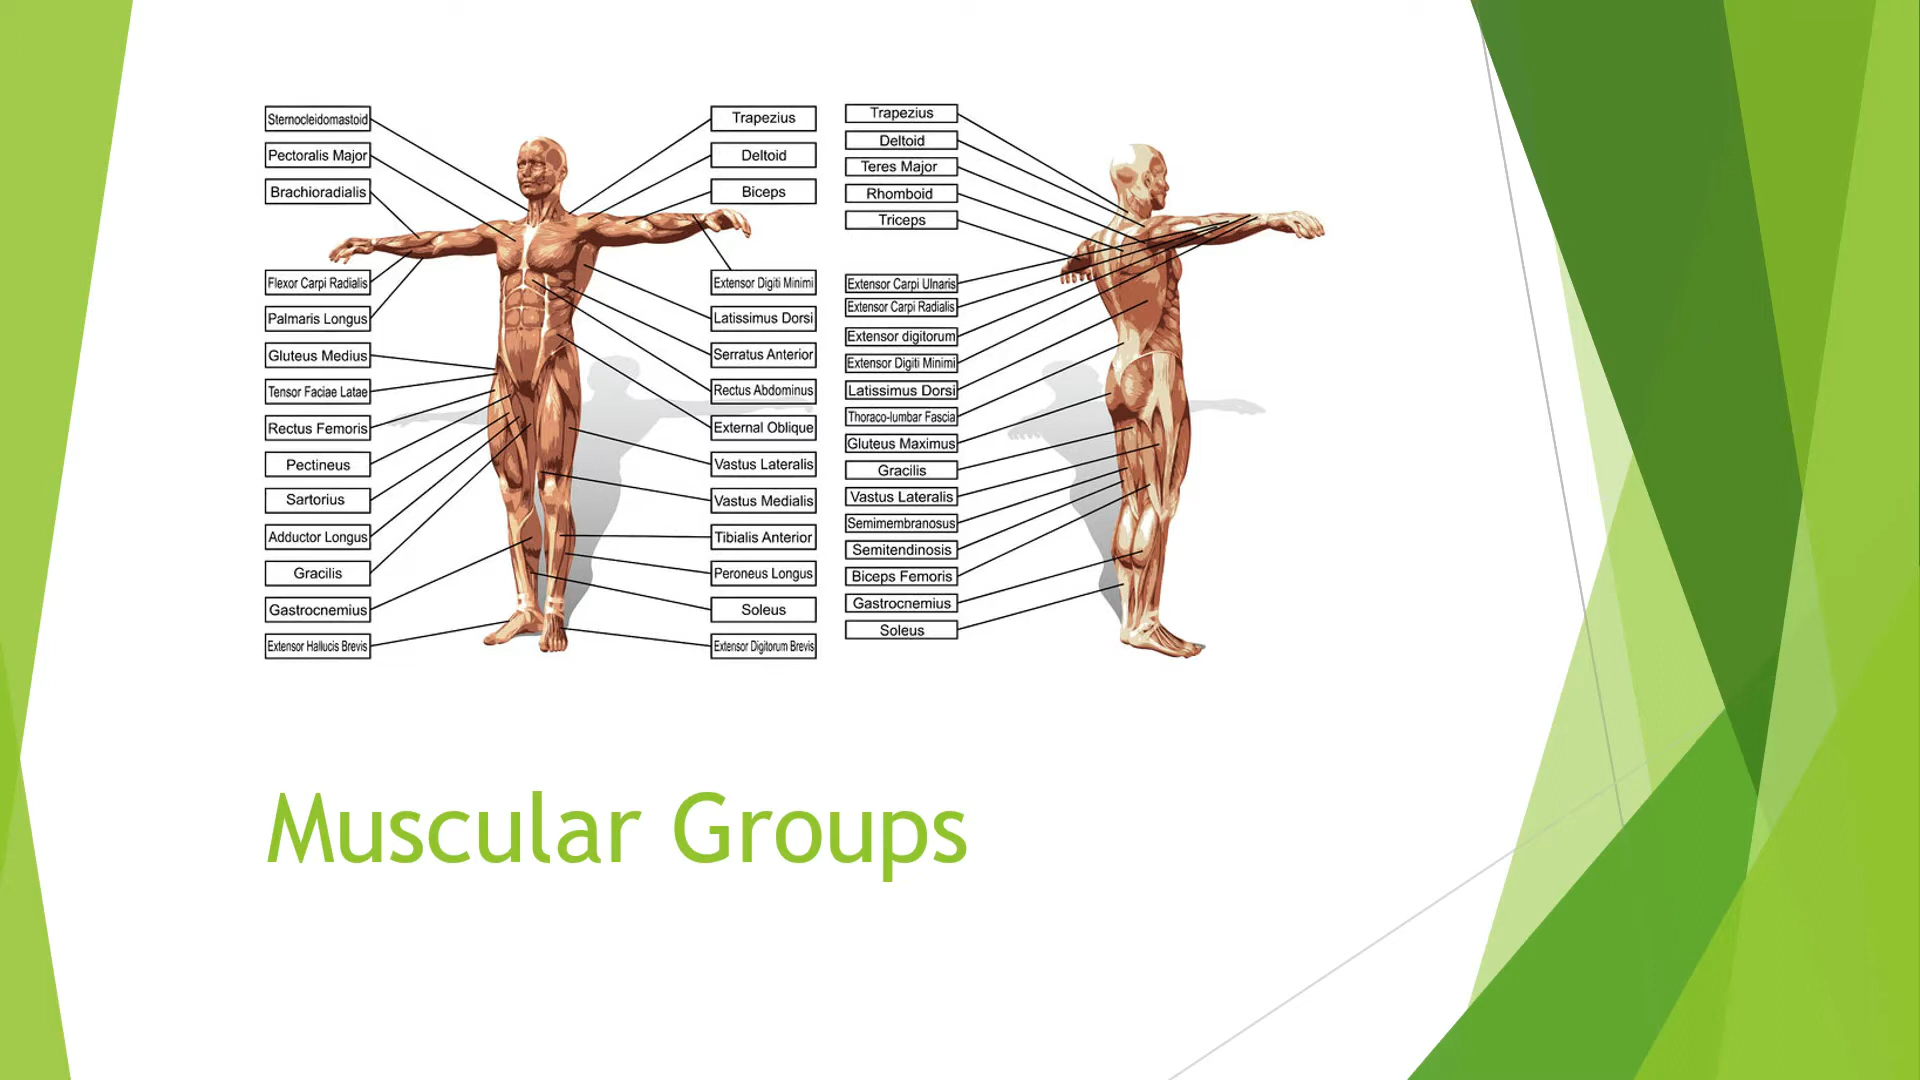 Sternocleidomastoid
Pectoralis Major
Brachioradialis
Flexor Carpi Radialis
Palmaris Longus
Gluteus Medius
Tensor Faciae Latae
Rectus Femoris
Pectineus
Sartorius
Adductor Longus
Gracilis
Gastrocnemius
Extensor Hallucis Brevis
Trapezius
Deltoid
Biceps
Extensor Digiti Minimi
Latissimus Dorsi
Serratus Anterior
Rectus Abdominus
External Oblique
Vastus Lateralis
Vastus Medialis
Tibialis Anterior
Peroneus Longus
Soleus
Extensor Digitorum Brevis
Trapezius
Deltoid
Teres Major
Rhomboid
Triceps
Extensor Carpi Ulnaris
Extensor Carpi Radialis
Extensor digitorum
Extensor Digiti Minimi
Latissimus Dorsi
Thoraco-lumbar Fascia
Gluteus Maximus
Gracilis
Vastus Lateralis
Semimembranosus
Semitendinosis
Biceps Femoris
Gastrocnemius
Soleus
Muscular Groups